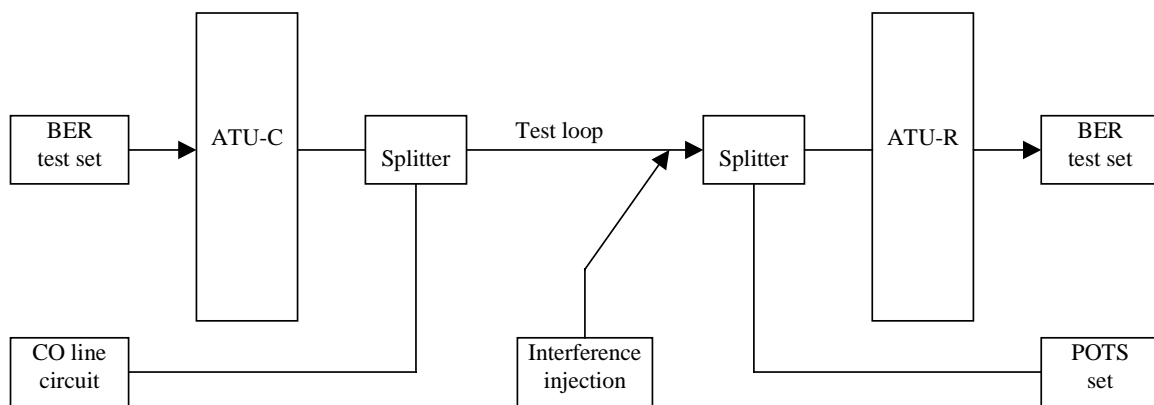 BER
test set
ATU-C
Splitter
Test loop
Splitter
ATU-R
BER
test set
CO line
circuit
Interference
injection
POTS
set